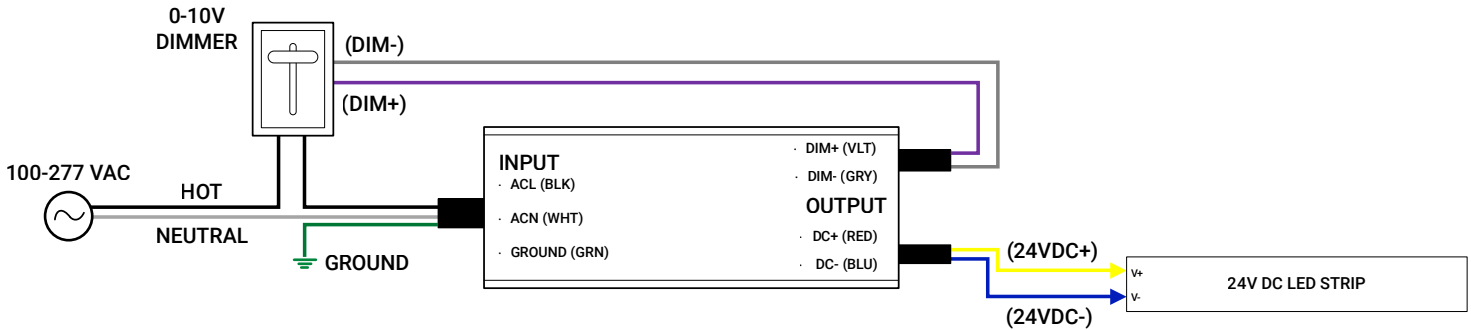 0-10V
DIMMER
(DIM-)
(DIM+)
100-277 VAC
HOT
NEUTRAL
GROUND
INPUT
· ACL (BLK)
· ACN (WHT)
· GROUND (GRN)
· DIM+ (VLT)
· DIM- (GRY)
OUTPUT
· DC+ (RED)
· DC- (BLU)
(24VDC+)
(24VDC-)
V+
V-
24V DC LED STRIP